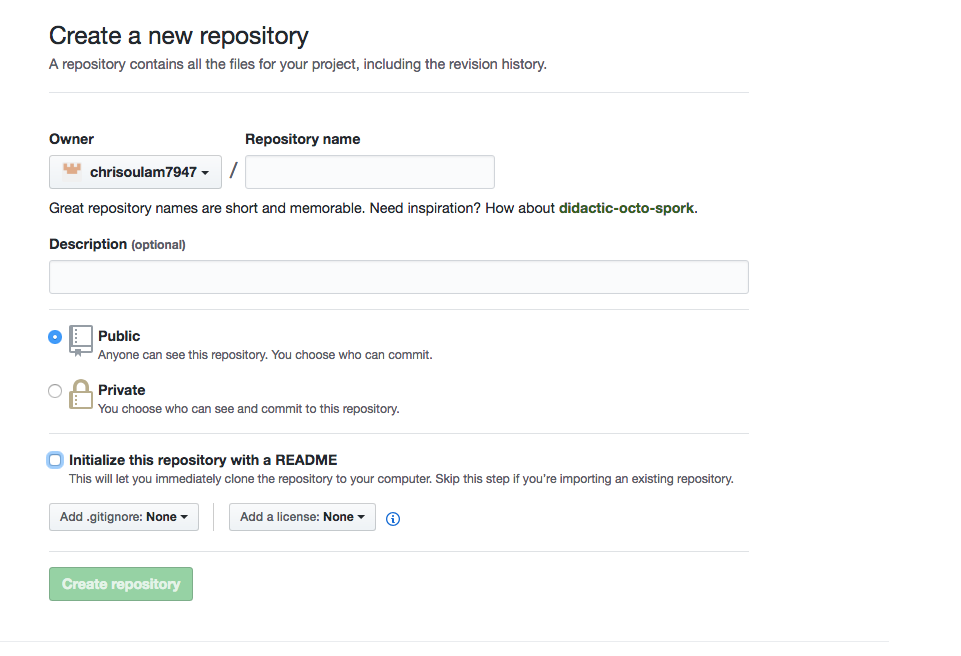 Create a new repository
A repository contains all the files for your project, including the revision history.
Owner Repository name
chrisoulam7947 /
Great repository names are short and memorable. Need inspiration? How about didactic-octo-spork.
Description (optional)
Public
Anyone can see this repository. You choose who can commit.
Private
You choose who can see and commit to this repository.
Initialize this repository with a README
This will let you immediately clone the repository to your computer. Skip this step if you're importing an existing repository.
Add .gitignore: None Add a license: None
Create repository